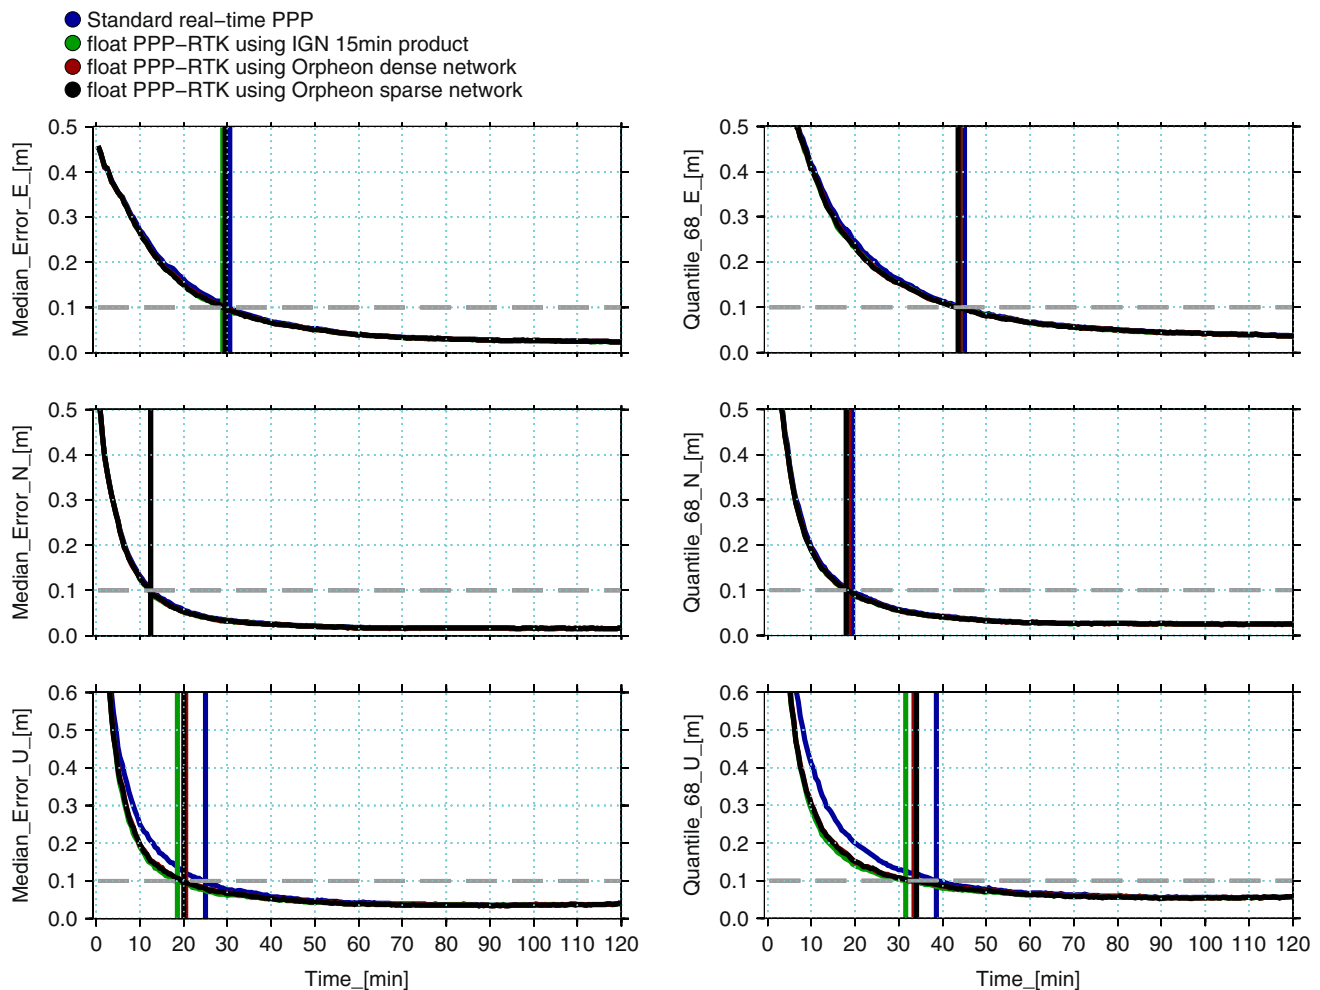 Standard real−time PPP
float PPP−RTK using IGN 15min product
float PPP−RTK using Orpheon dense network
float PPP−RTK using Orpheon sparse network
Median_Error_E_[m]
0.5
0.4
0.3
0.2
0.1
0.0
Quantile_68_E_[m]
0.5
0.4
0.3
0.2
0.1
0.0
Median_Error_N_[m]
0.5
0.4
0.3
0.2
0.1
0.0
Quantile_68_N_[m]
0.5
0.4
0.3
0.2
0.1
0.0
Median_Error_U_[m]
0.6
0.5
0.4
0.3
0.2
0.1
0.0
0 10 20 30 40 50 60 70 80 90 100 110 120
Time_[min]
Quantile_68_U_[m]
0.6
0.5
0.4
0.3
0.2
0.1
0.0
0 10 20 30 40 50 60 70 80 90 100 110 120
Time_[min]